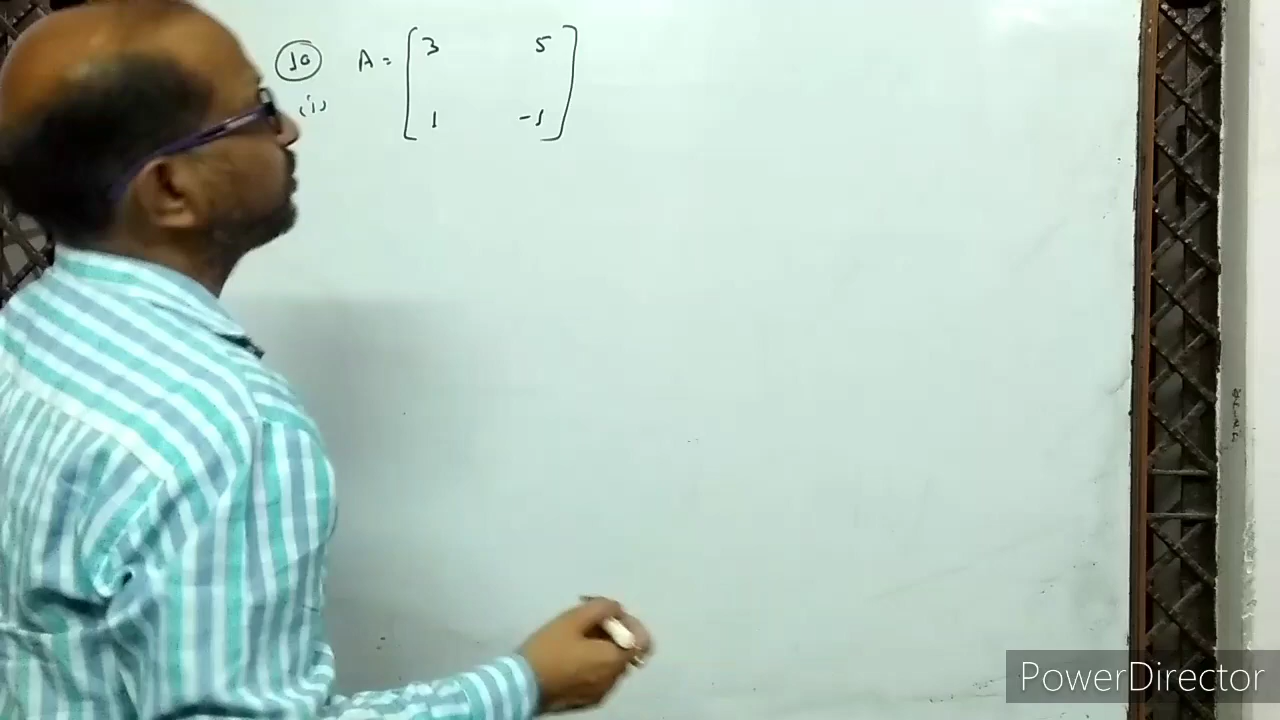 10 A = [ 3 5
(i) 1 -1 ]
PowerDirector